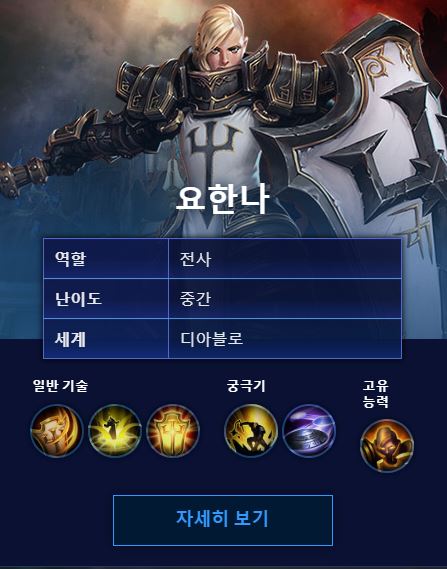 요한나
역할 전사
난이도 중간
세계 디아블로
일반 기술 궁극기 고유
능력
자세히 보기